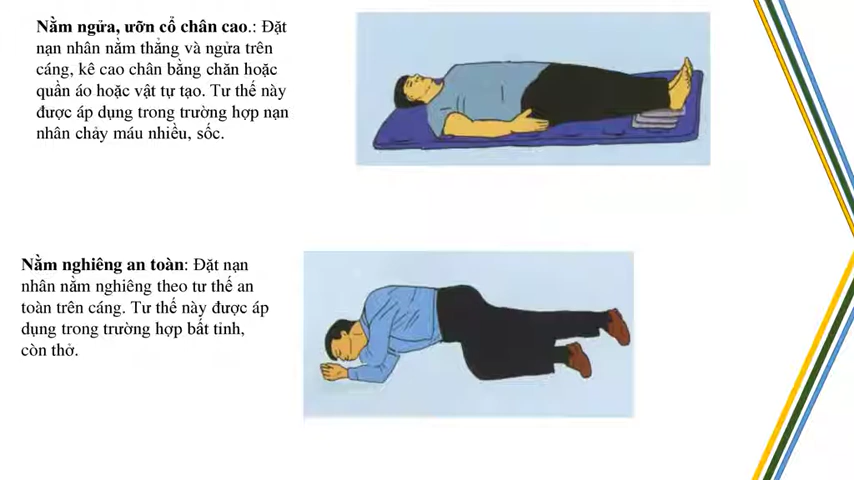 Nằm ngửa, ưỡn cổ chân cao.: Đặt
nạn nhân nằm thẳng và ngửa trên
cáng, kê cao chân bằng chăn hoặc
quần áo hoặc vật tự tạo. Tư thế này
được áp dụng trong trường hợp nạn
nhân chảy máu nhiều, sốc.
Nằm nghiêng an toàn: Đặt nạn
nhân nằm nghiêng theo tư thế an
toàn trên cáng. Tư thế này được áp
dụng trong trường hợp bất tỉnh,
còn thở.